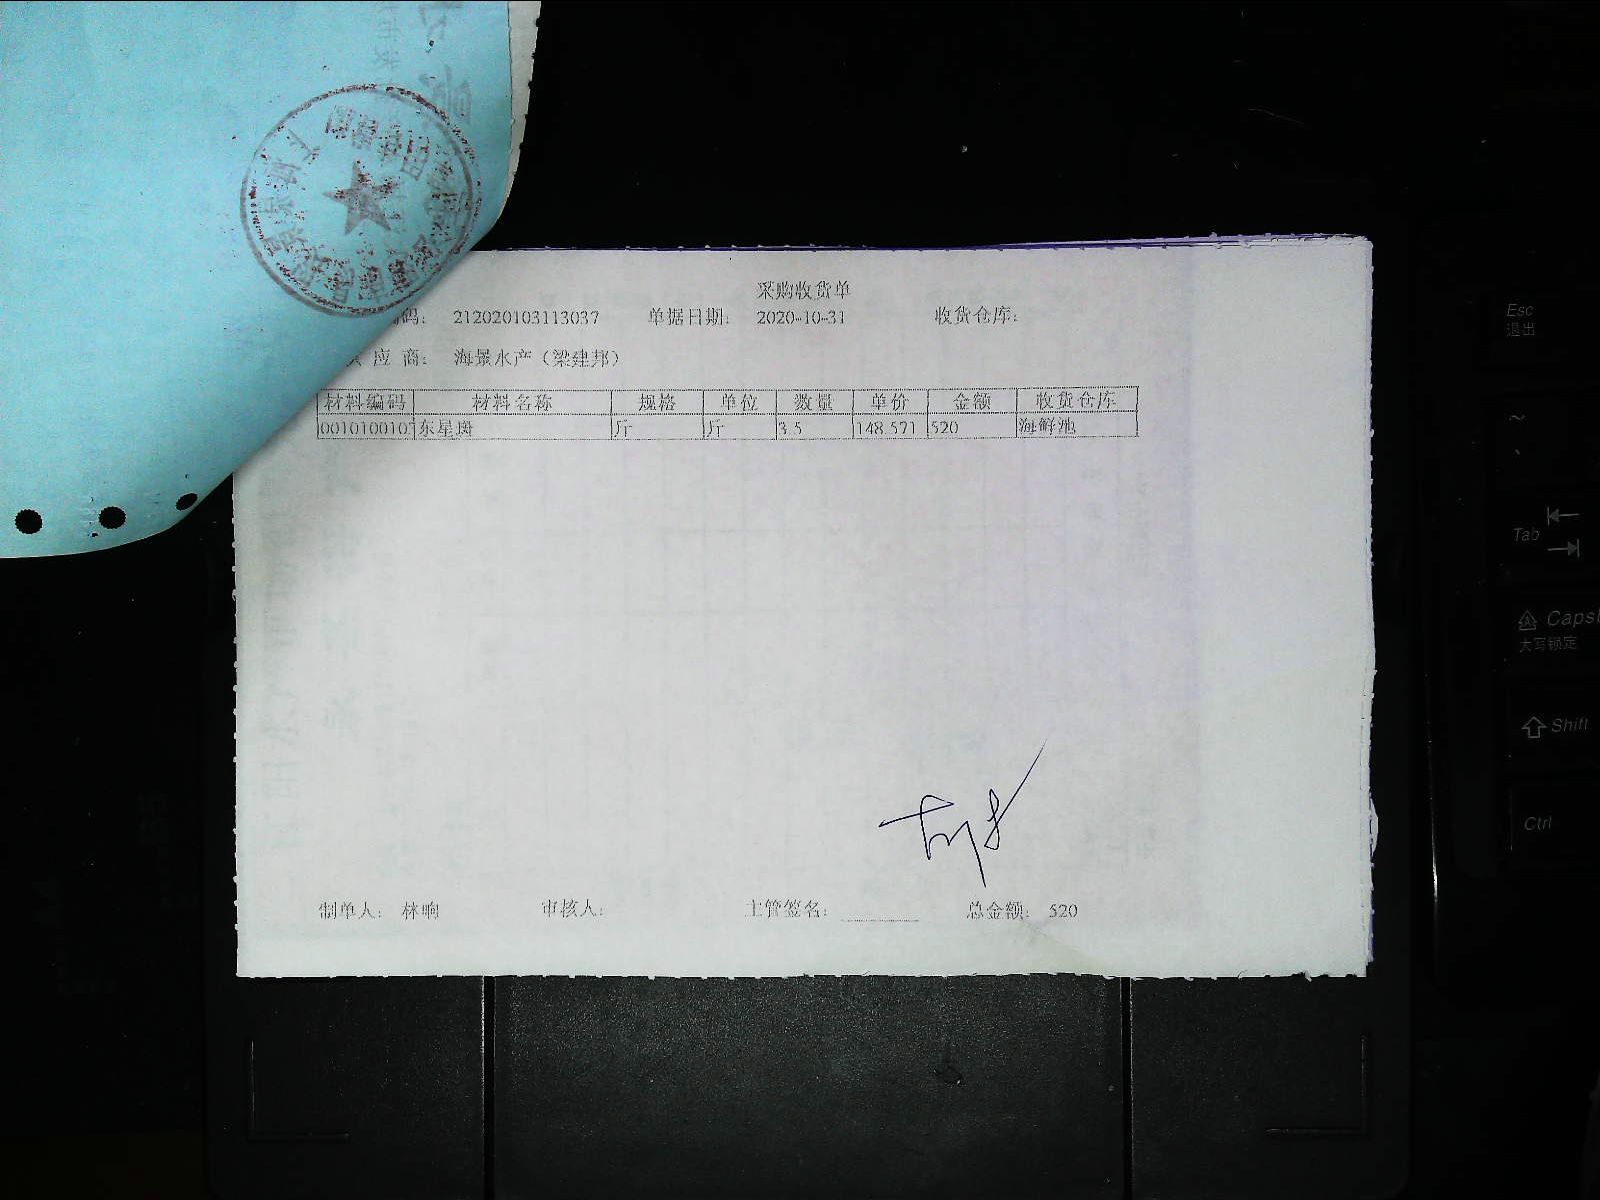 采购收货单
码： 212020103113037 单据日期： 2020-10-31 收货仓库：
应 商： 海景水产（梁建邦）
材料编码 材料名称 规格 单位 数量 单价 金额 收货仓库
0010100107 东星斑 斤 斤 3.5 148.571 520 海鲜池
制单人： 林晌 审核人： 主管签名： 总金额： 520
Esc
退出
~
Tab
Caps
大写锁定
Shift
Ctrl